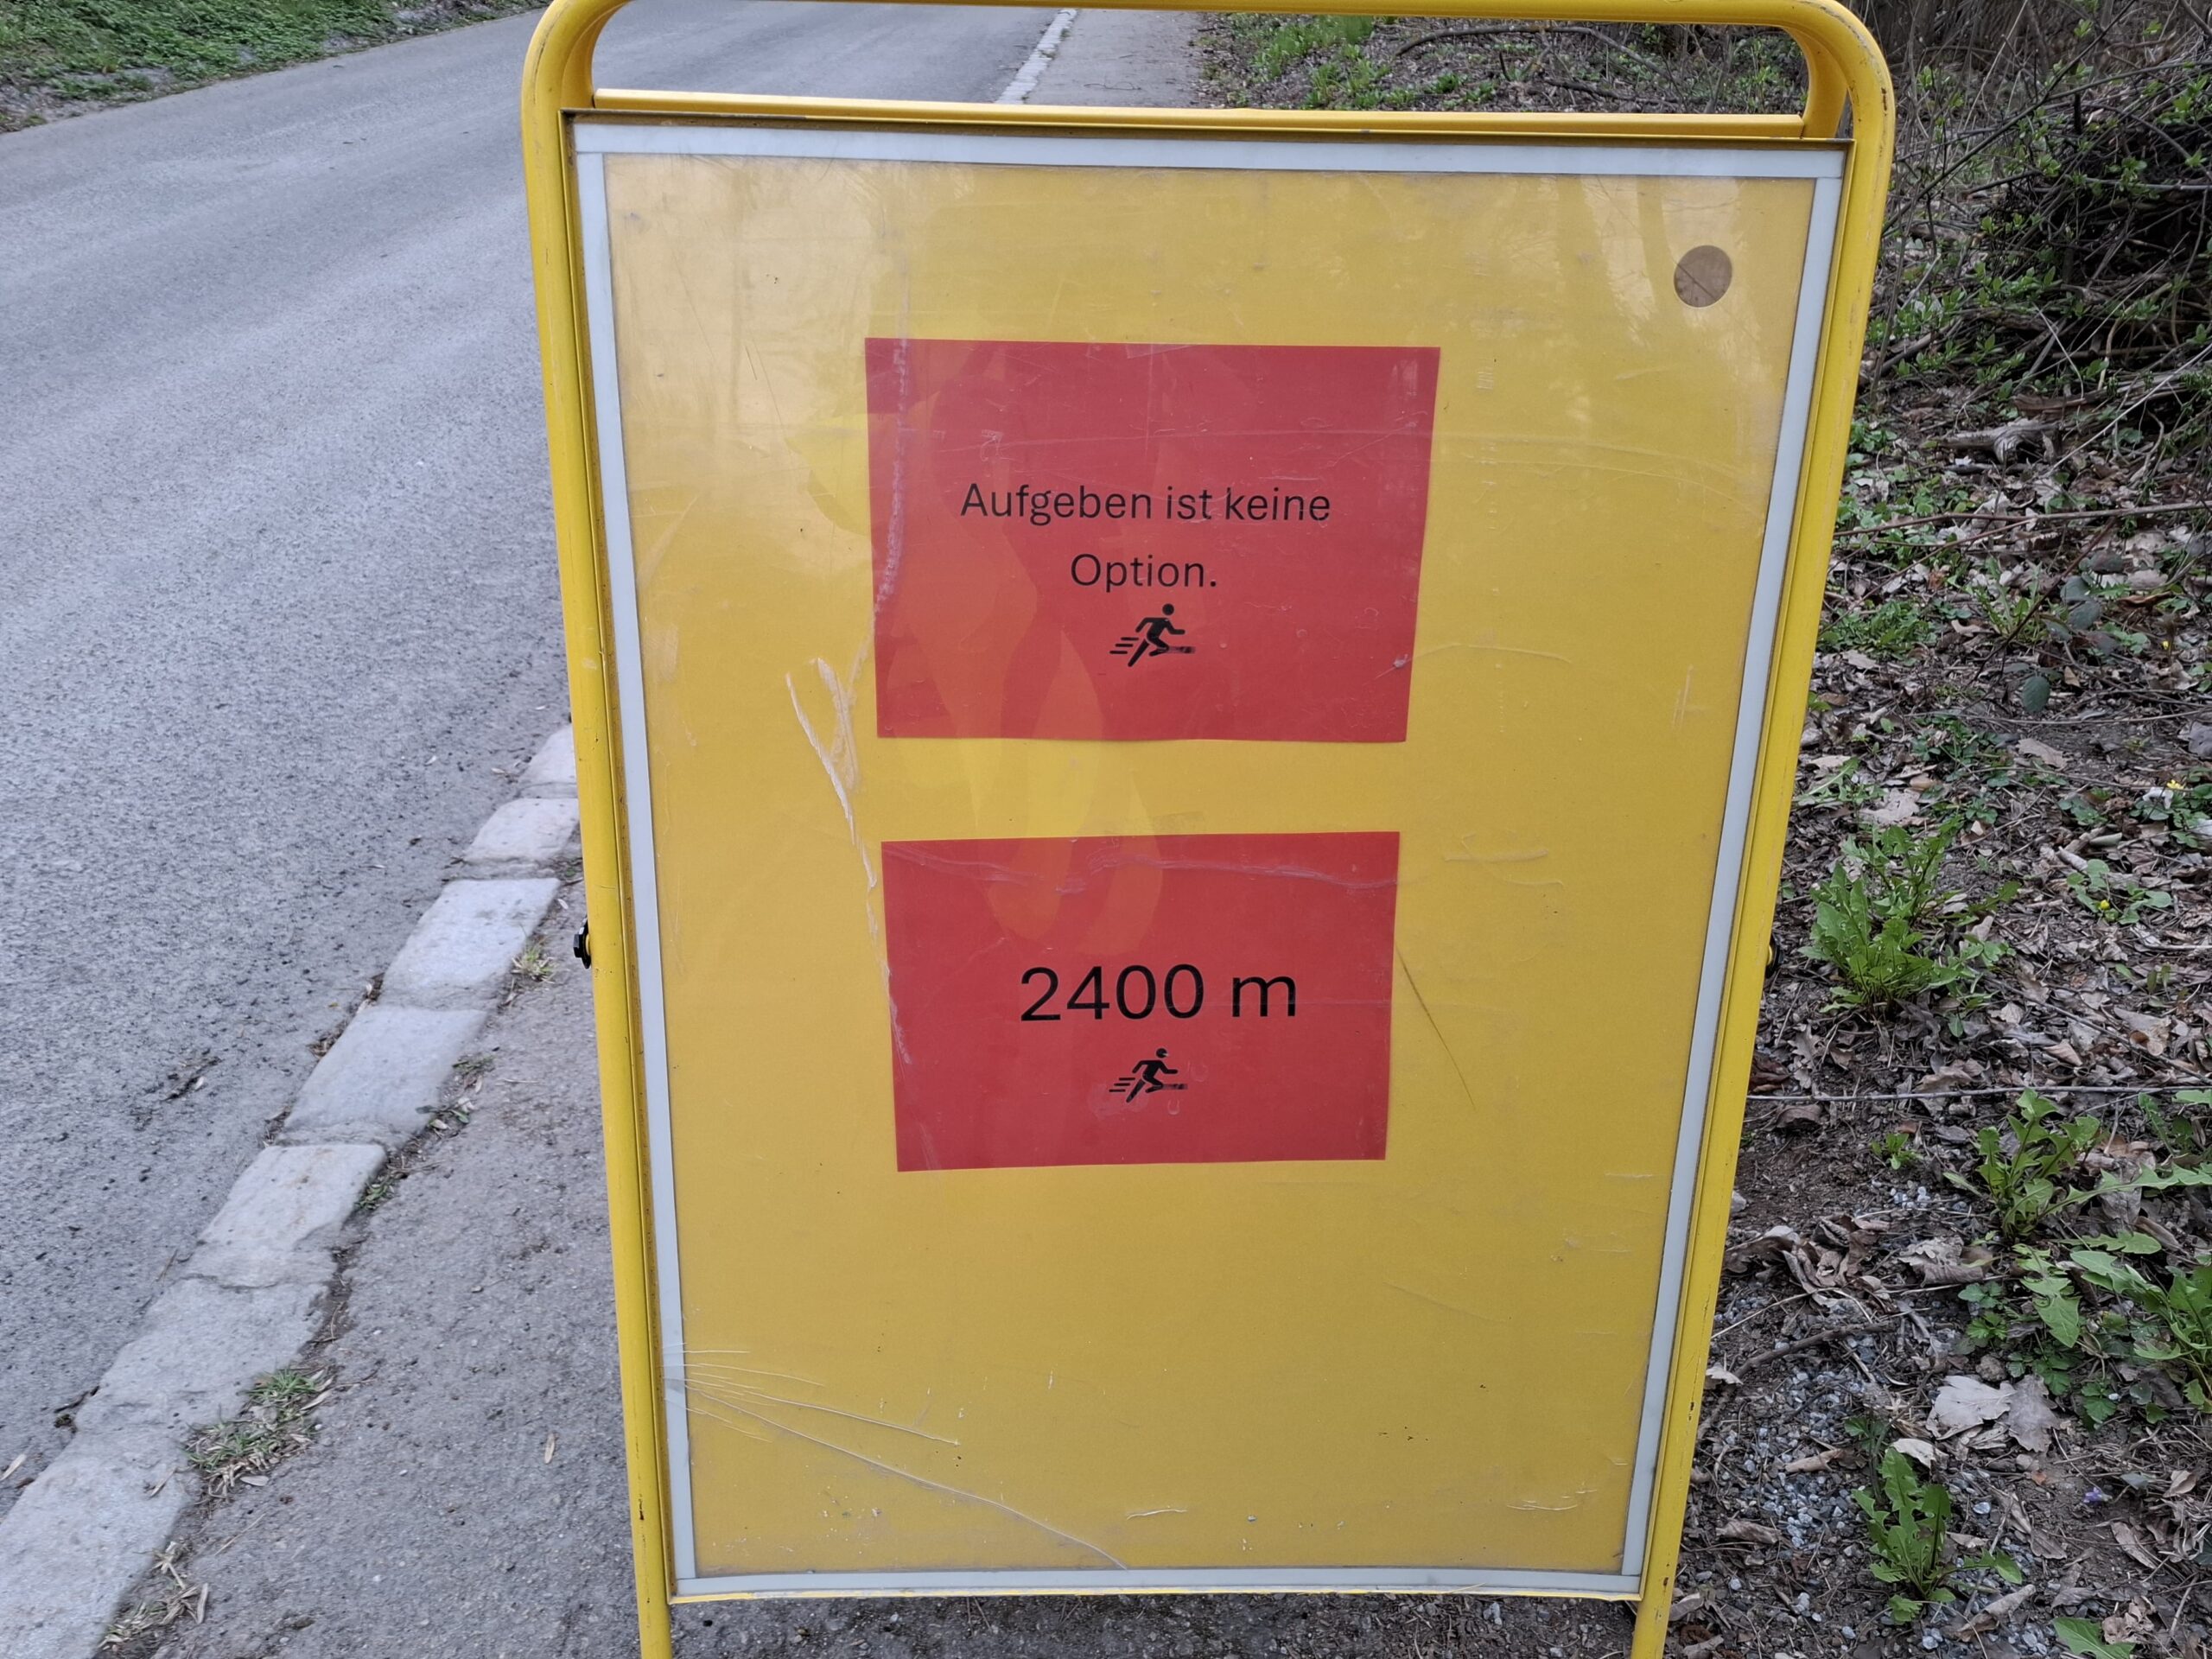 Aufgeben ist keine
Option.
2400 m